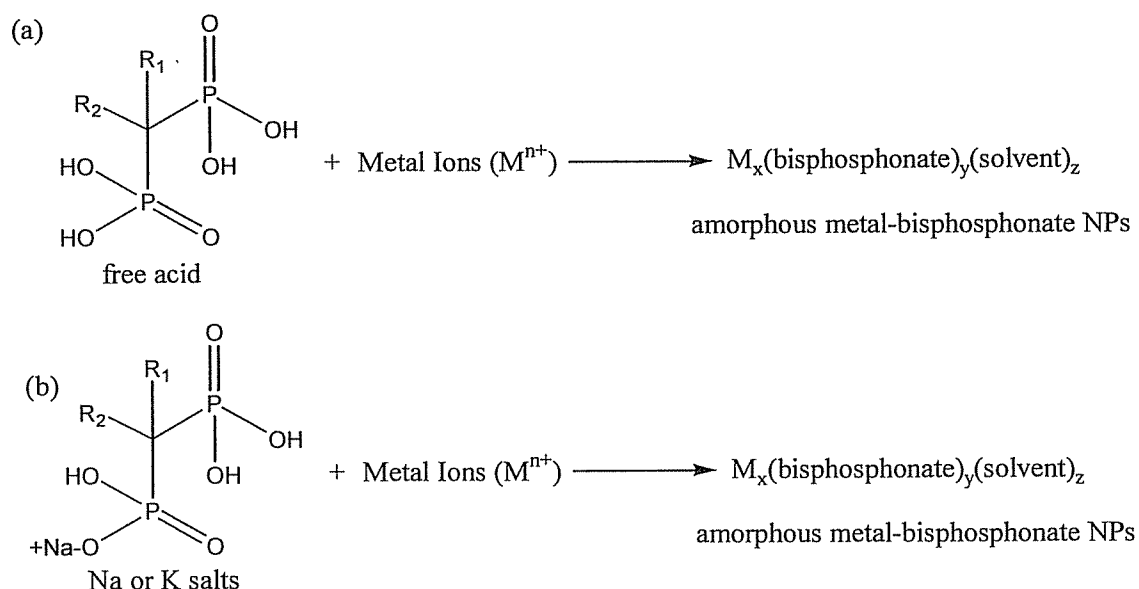 (a)
R1
O
R2
P
OH
OH
HO
P
HO
O
free acid
+ Metal Ions (Mn+)
Mx(bisphosphonate)y(solvent)z
amorphous metal-bisphosphonate NPs
(b)
R1
O
R2
P
OH
OH
HO
P
+Na-O
O
Na or K salts
+ Metal Ions (Mn+)
Mx(bisphosphonate)y(solvent)z
amorphous metal-bisphosphonate NPs